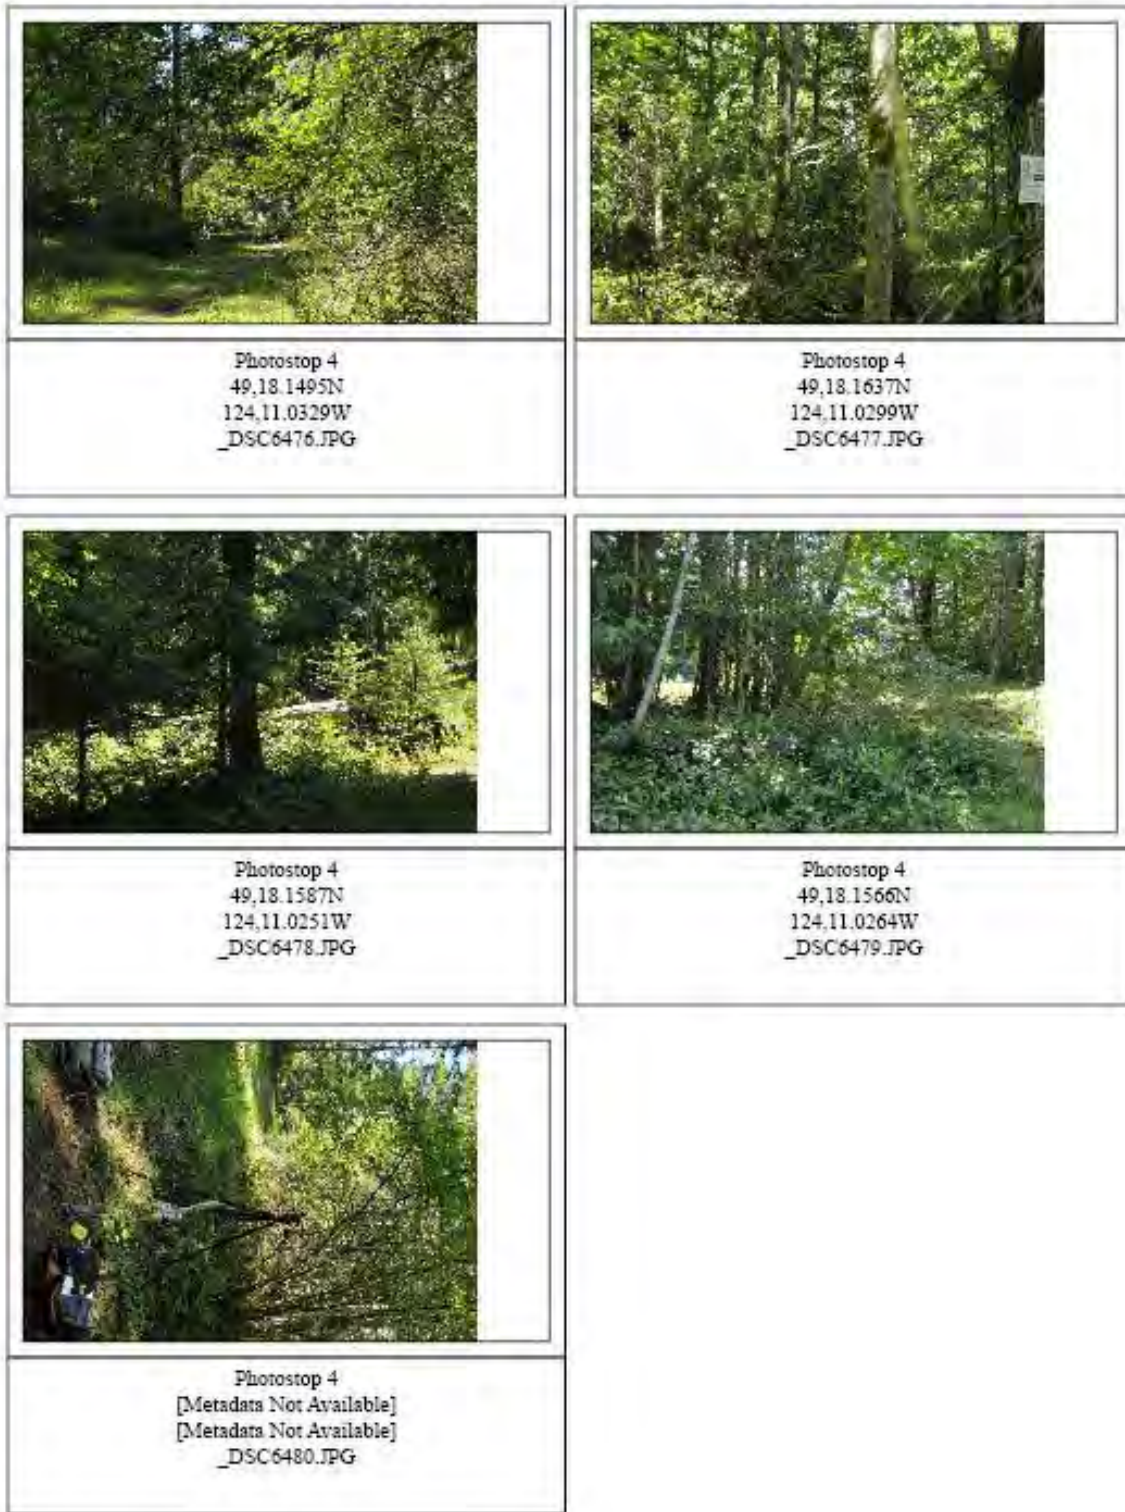 Photostop 4
49,18.1495N
124,11.0329W
_DSC6476.JPG
Photostop 4
49,18.1637N
124,11.0299W
_DSC6477.JPG
Photostop 4
49,18.1587N
124,11.0251W
_DSC6478.JPG
Photostop 4
49,18.1566N
124,11.0264W
_DSC6479.JPG
Photostop 4
[Metadata Not Available]
[Metadata Not Available]
_DSC6480.JPG